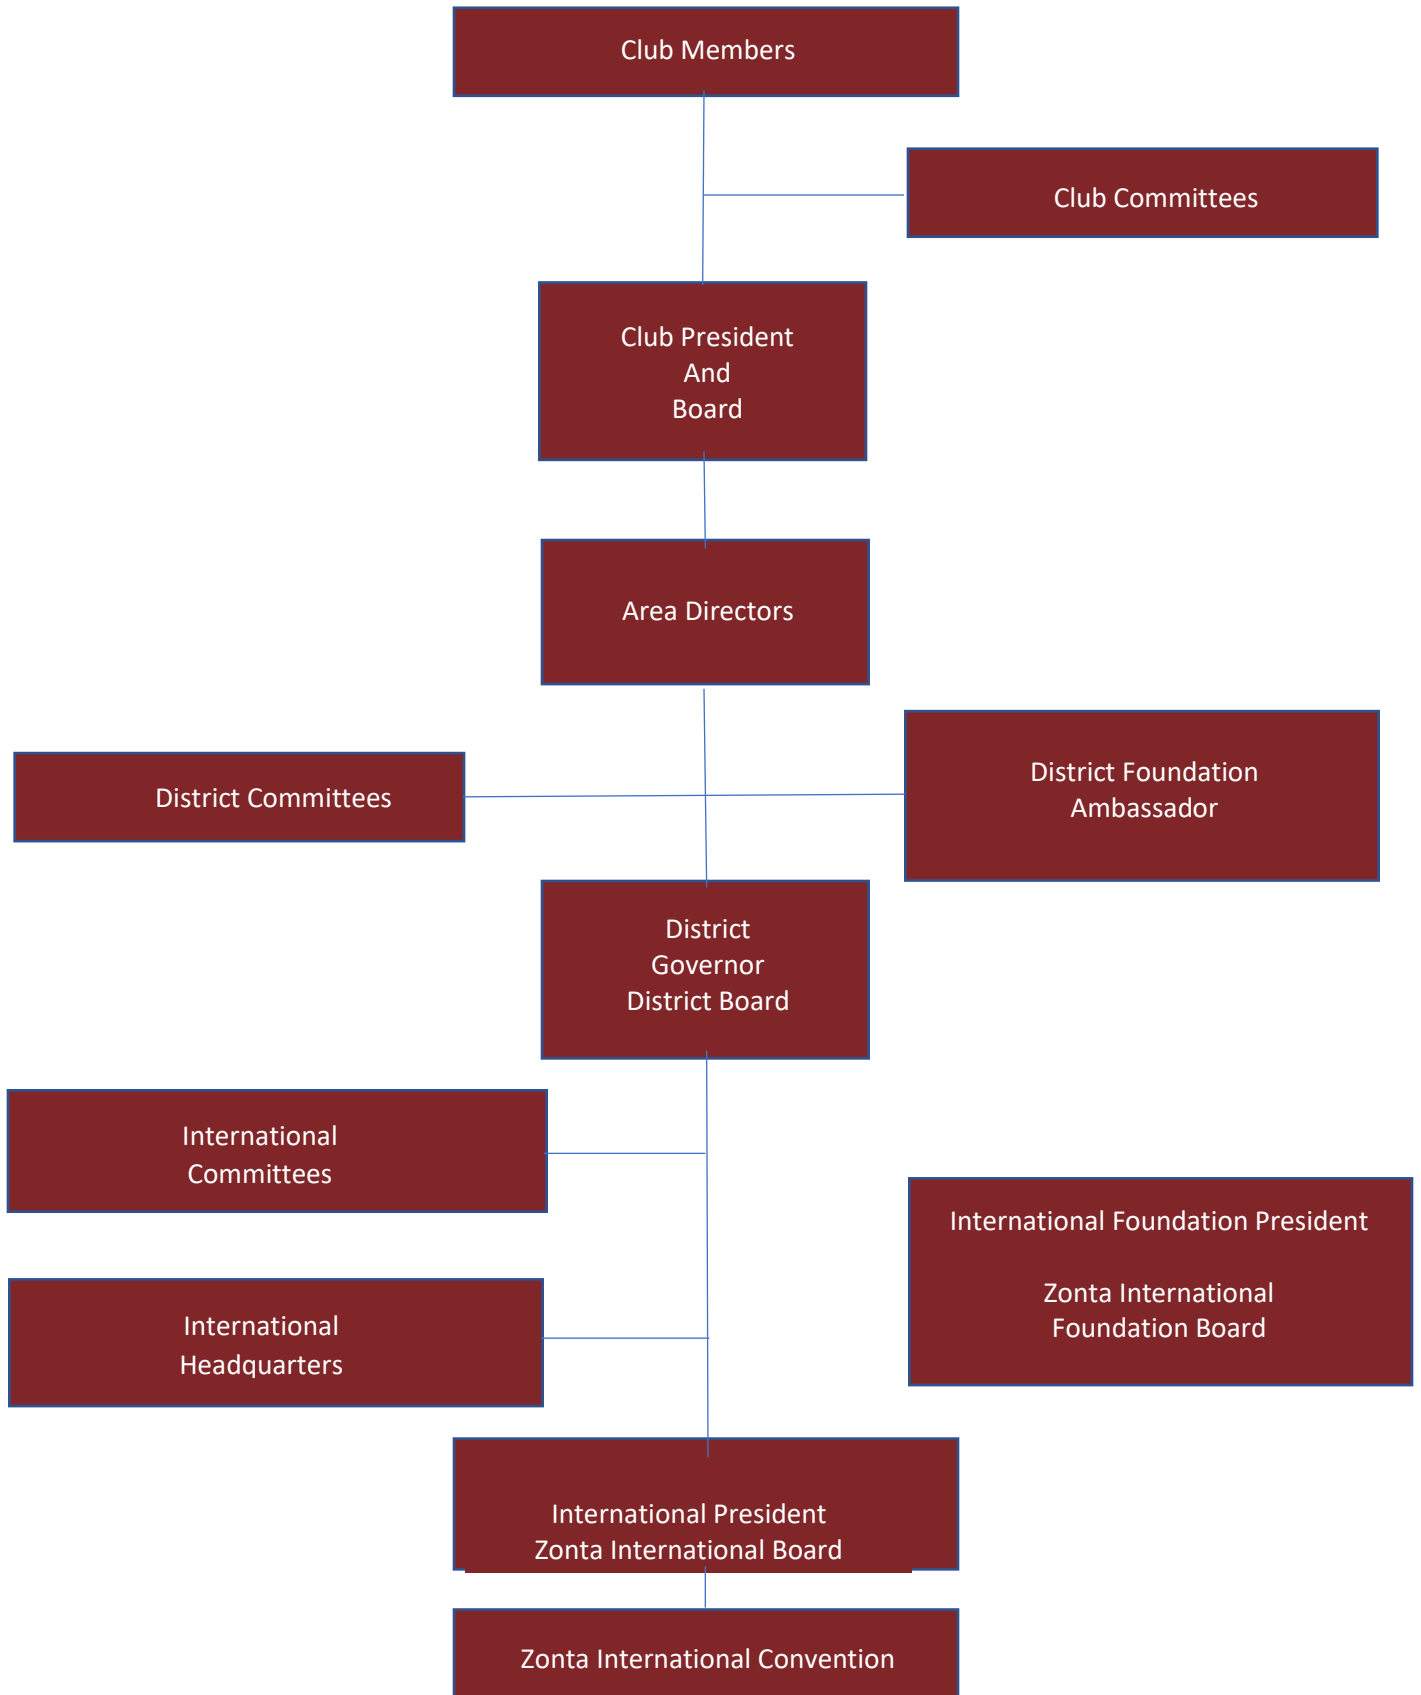 Club Members
Club Committees
Club President
And
Board
Area Directors
District Committees
District Foundation
Ambassador
District
Governor
District Board
International
Committees
International Foundation President
Zonta International
Foundation Board
International
Headquarters
International President
Zonta International Board
Zonta International Convention